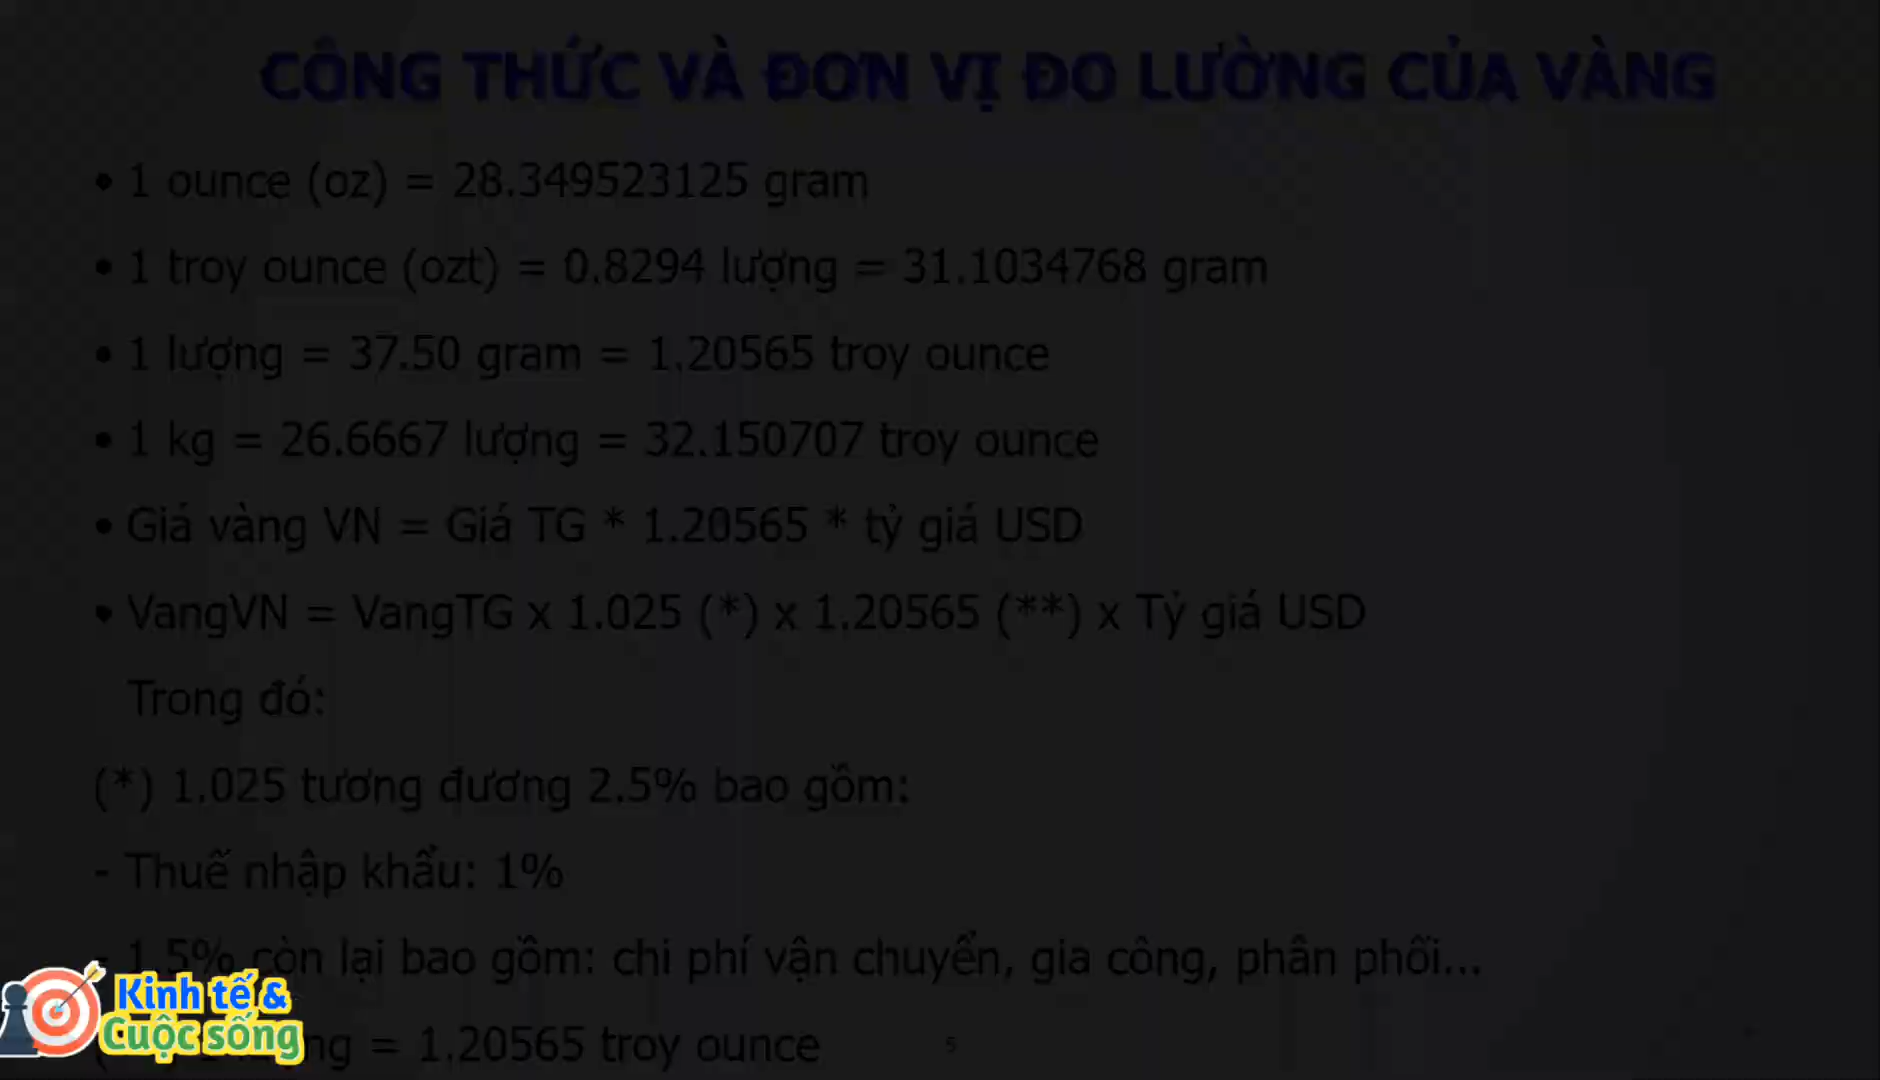 CÔNG THỨC VÀ ĐƠN VỊ ĐO LƯỜNG CỦA VÀNG
• 1 ounce (oz) = 28.349523125 gram
• 1 troy ounce (ozt) = 0.8294 lượng = 31.1034768 gram
• 1 lượng = 37.50 gram = 1.20565 troy ounce
• 1 kg = 26.6667 lượng = 32.150707 troy ounce
• Giá vàng VN = Giá TG * 1.20565 * tỷ giá USD
• VangVN = VangTG x 1.025 (*) x 1.20565 (**) x Tỷ giá USD
Trong đó:
(*) 1.025 tương đương 2.5% bao gồm:
- Thuế nhập khẩu: 1%
- 1.5% còn lại bao gồm: chi phí vận chuyển, gia công, phân phối...
= 1.20565 troy ounce
5
Kinh tế &
Cuộc sống